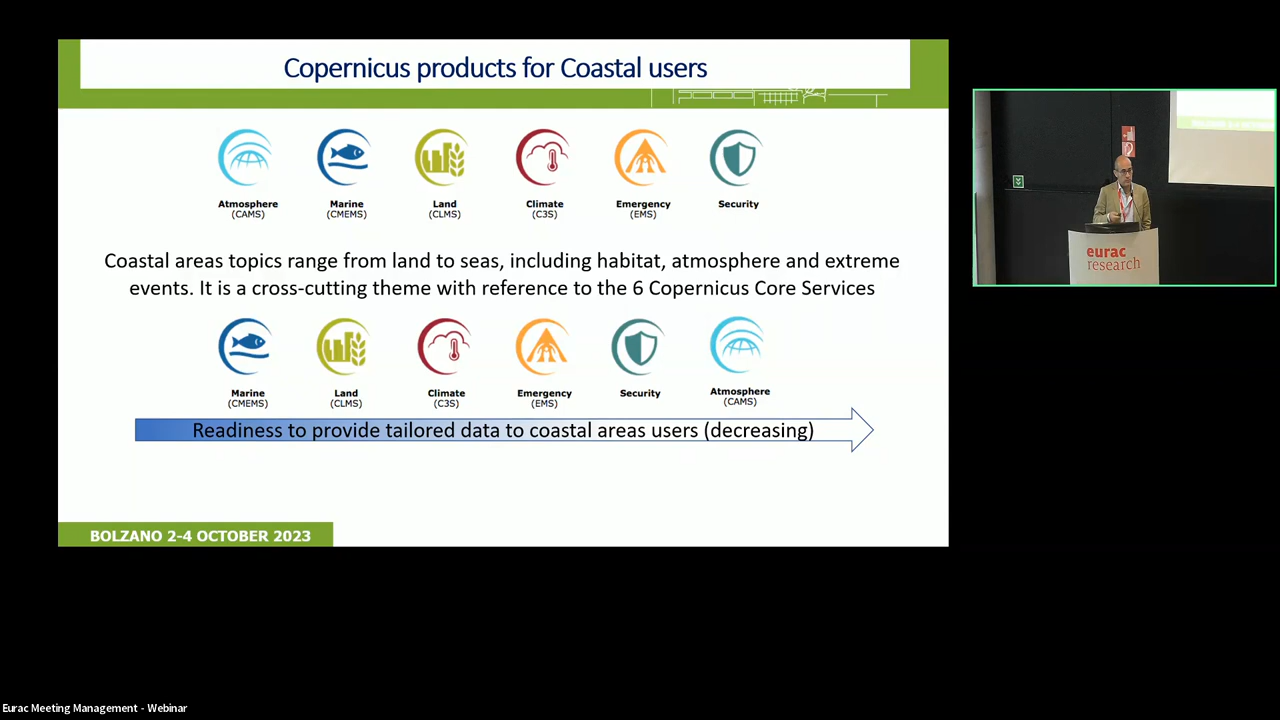 Copernicus products for Coastal users
Atmosphere Marine Land Climate Emergency Security
(CAMS) (CMEMS) (CLMS) (C3S) (EMS)
Coastal areas topics range from land to seas, including habitat, atmosphere and extreme
events. It is a cross-cutting theme with reference to the 6 Copernicus Core Services
Marine Land Climate Emergency Security Atmosphere
(CMEMS) (CLMS) (C3S) (EMS) (CAMS)
Readiness to provide tailored data to coastal areas users (decreasing)
BOLZANO 2-4 OCTOBER 2023
eurac
research
Eurac Meeting Management - Webinar